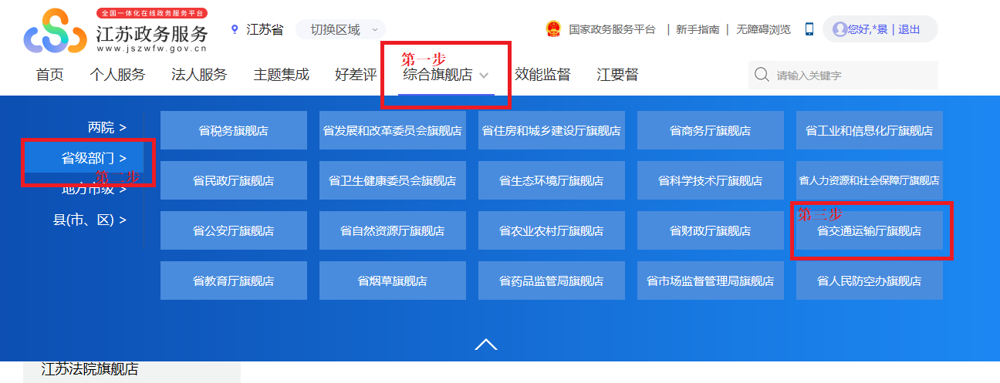 全国一体化在线政务服务平台
江苏政务服务
www.jszwfw.gov.cn
江苏省
切换区域
国家政务服务平台 | 新手指南 | 无障碍浏览
您好,*景 | 退出
第一步
首页 个人服务 法人服务 主题集成 好差评 综合旗舰店 效能监督 江要督
请输入关键字
两院 >
省级部门 >
第二步
地方市级 >
县(市、区) >
省税务旗舰店 省发展和改革委员会旗舰店 省住房和城乡建设厅旗舰店 省商务厅旗舰店 省工业和信息化厅旗舰店
省民政厅旗舰店 省卫生健康委员会旗舰店 省生态环境厅旗舰店 省科学技术厅旗舰店 省人力资源和社会保障厅旗舰店
第三步
省公安厅旗舰店 省自然资源厅旗舰店 省农业农村厅旗舰店 省财政厅旗舰店 省交通运输厅旗舰店
省教育厅旗舰店 省烟草旗舰店 省药品监管局旗舰店 省市场监督管理局旗舰店 省人民防空办旗舰店
江苏法院旗舰店